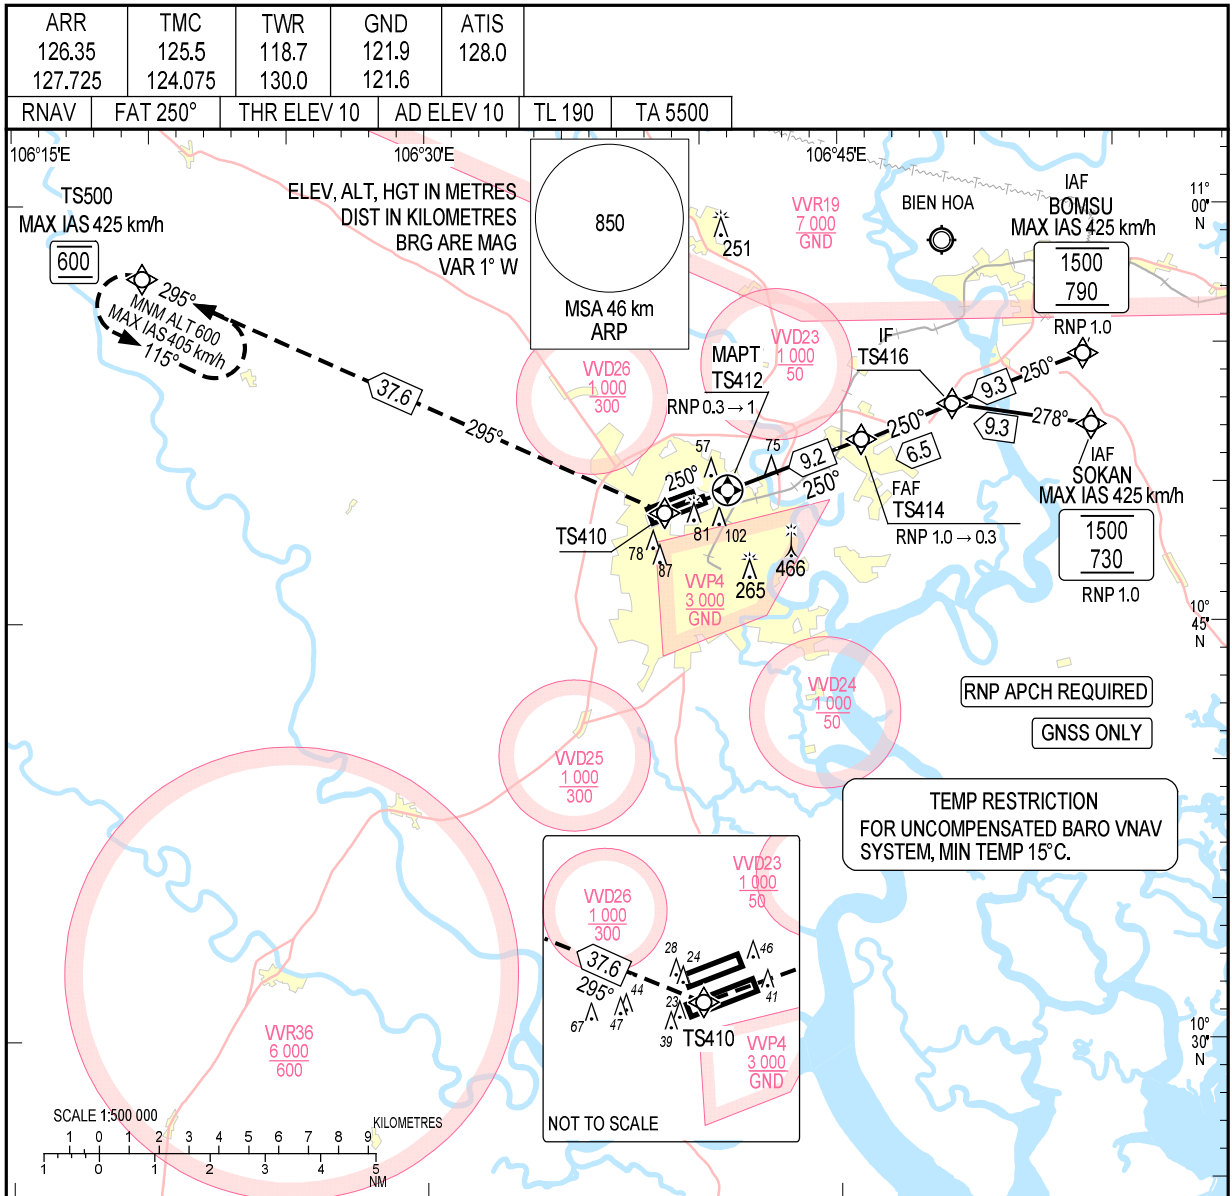 ARR
126.35
127.725
TMC
125.5
124.075
TWR
118.7
130.0
GND
121.9
121.6
ATIS
128.0
RNAV
FAT 250°
THR ELEV 10
AD ELEV 10
TL 190
TA 5500
106°15'E
106°30'E
106°45'E
11°
00'
N
TS500
MAX IAS 425 km/h
600
295°
MNM ALT 600
MAX IAS405 km/h
115°
ELEV, ALT, HGT IN METRES
DIST IN KILOMETRES
BRG ARE MAG
VAR 1° W
850
MSA 46 km
ARP
251
VVR19
7 000
GND
BIEN HOA
IAF
BOMSU
MAX IAS 425 km/h
1500
790
RNP 1.0
VVD23
1 000
50
VVD26
1 000
300
MAPT
TS412
RNP 0.3→1
IF
TS416
37.6
295°
250°
9.3
250°
6.5
9.3
278°
IAF
SOKAN
MAX IAS 425 km/h
1500
730
RNP 1.0
FAF
TS414
RNP 1.0→0.3
9.2
250°
57
75
250°
TS410
81
102
78
87
VVP4
3 000
GND
265
466
10°
45'
N
VVD24
1 000
50
RNP APCH REQUIRED
GNSS ONLY
VVD25
1 000
300
TEMP RESTRICTION
FOR UNCOMPENSATED BARO VNAV
SYSTEM, MIN TEMP 15°C.
VVD23
1 000
50
VVD26
1 000
300
37.6
295°
28
24
46
44
47
67
23
39
41
TS410
VVP4
3 000
GND
NOT TO SCALE
10°
30'
N
VVR36
6 000
600
SCALE 1:500 000
KILOMETRES
1 0 1 2 3 4 5 6 7 8 9
1 0 1 2 3 4 5
NM